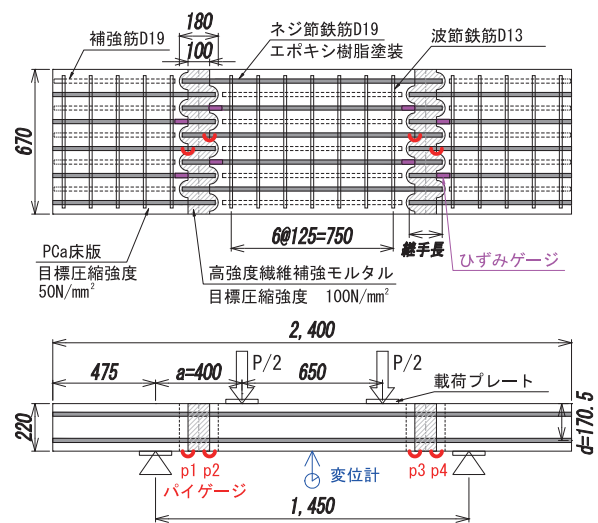 180
補強筋D19
100
ネジ節鉄筋D19
エポキシ樹脂塗装
波節鉄筋D13
670
6@125=750
継手長
ひずみゲージ
PCa床版
目標圧縮強度
50N/mm²
高強度繊維補強モルタル
目標圧縮強度 100N/mm²
2,400
475
a=400
P/2
650
P/2
載荷プレート
220
d=170.5
p1
p2
p3
p4
パイゲージ
変位計
1,450